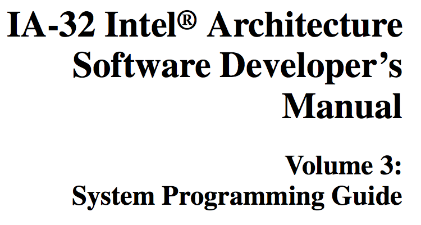 IA-32 Intel® Architecture
Software Developer’s
Manual
Volume 3:
System Programming Guide